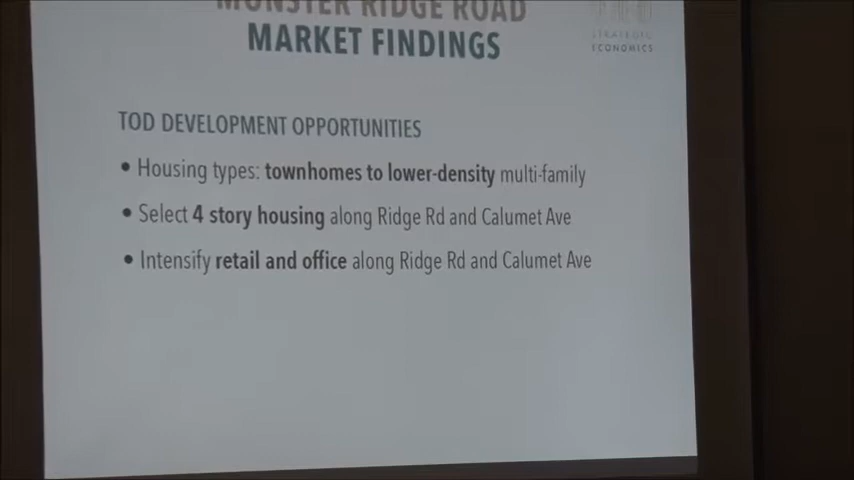 MUNSTER RIDGE ROAD
MARKET FINDINGS
STRATEGIC
ECONOMICS
TOD DEVELOPMENT OPPORTUNITIES
• Housing types: townhomes to lower-density multi-family
• Select 4 story housing along Ridge Rd and Calumet Ave
• Intensify retail and office along Ridge Rd and Calumet Ave